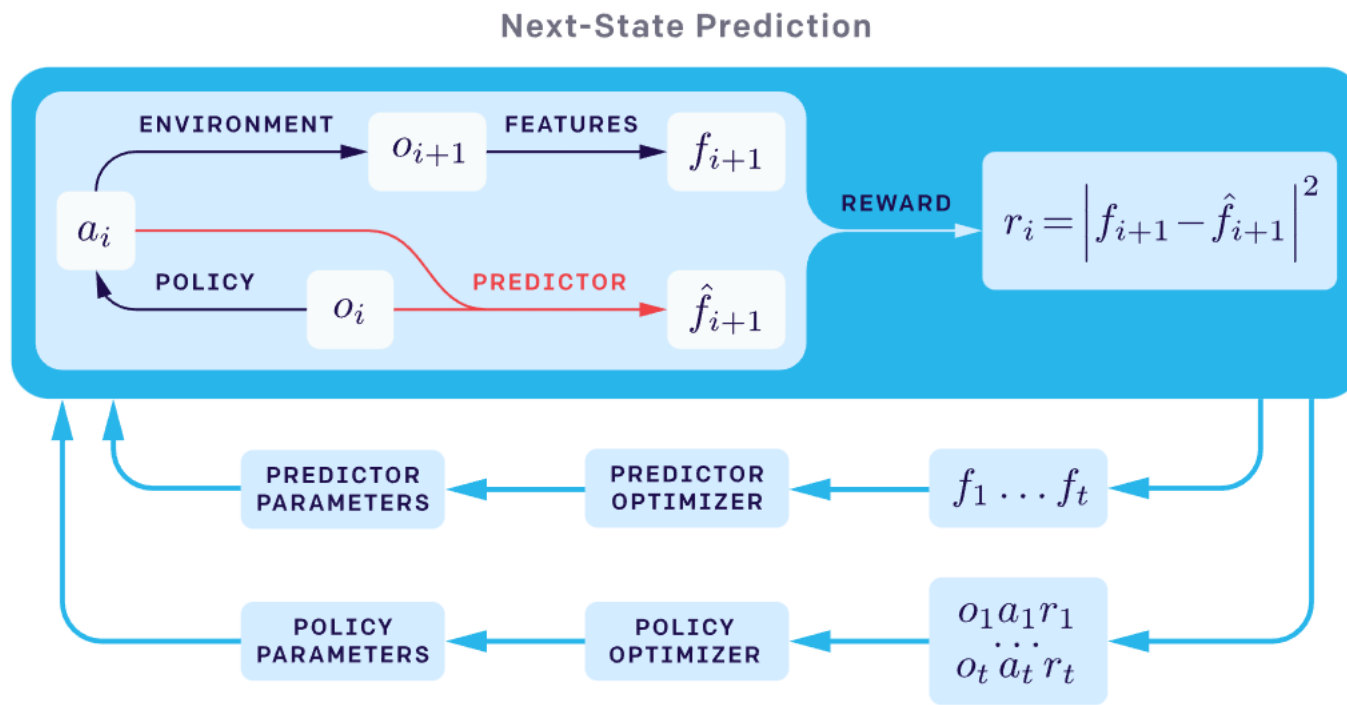 Next-State Prediction
ENVIRONMENT
o_{i+1}
FEATURES
f_{i+1}
a_i
REWARD
r_i = |f_{i+1} − f̂_{i+1}|²
POLICY
o_i
PREDICTOR
f̂_{i+1}
PREDICTOR
PARAMETERS
PREDICTOR
OPTIMIZER
f_1 … f_t
POLICY
PARAMETERS
POLICY
OPTIMIZER
o_1 a_1 r_1
…
o_t a_t r_t